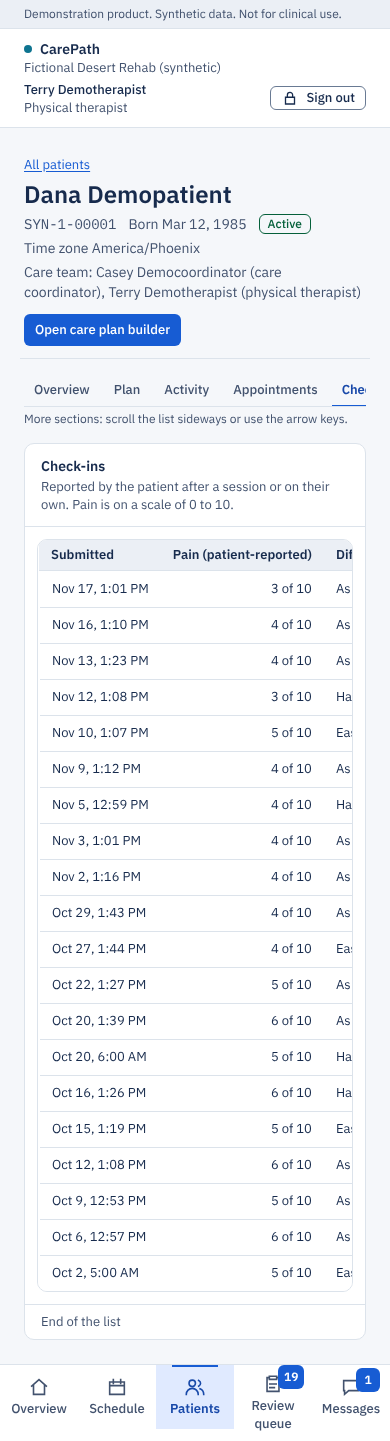 Demonstration product. Synthetic data. Not for clinical use.
CarePath
Fictional Desert Rehab (synthetic)
Terry Demotherapist
Physical therapist
Sign out
All patients
Dana Demopatient
SYN-1-00001 Born Mar 12, 1985 Active
Time zone America/Phoenix
Care team: Casey Democoordinator (care
coordinator), Terry Demotherapist (physical therapist)
Open care plan builder
Overview Plan Activity Appointments
More sections: scroll the list sideways or use the arrow keys.
Check-ins
Reported by the patient after a session or on their
own. Pain is on a scale of 0 to 10.
Submitted Pain (patient-reported)
Nov 17, 1:01 PM 3 of 10 As
Nov 16, 1:10 PM 4 of 10 As
Nov 13, 1:23 PM 4 of 10 As
Nov 12, 1:08 PM 3 of 10
Nov 10, 1:07 PM 5 of 10
Nov 9, 1:12 PM 4 of 10 As
Nov 5, 12:59 PM 4 of 10
Nov 3, 1:01 PM 4 of 10 As
Nov 2, 1:16 PM 4 of 10 As
Oct 29, 1:43 PM 4 of 10 As
Oct 27, 1:44 PM 4 of 10
Oct 22, 1:27 PM 5 of 10 As
Oct 20, 1:39 PM 6 of 10 As
Oct 20, 6:00 AM 5 of 10
Oct 16, 1:26 PM 6 of 10
Oct 15, 1:19 PM 5 of 10
Oct 12, 1:08 PM 6 of 10 As
Oct 9, 12:53 PM 5 of 10 As
Oct 6, 12:57 PM 6 of 10 As
Oct 2, 5:00 AM 5 of 10
End of the list
19 1
Overview Schedule Patients Review Messages
queue